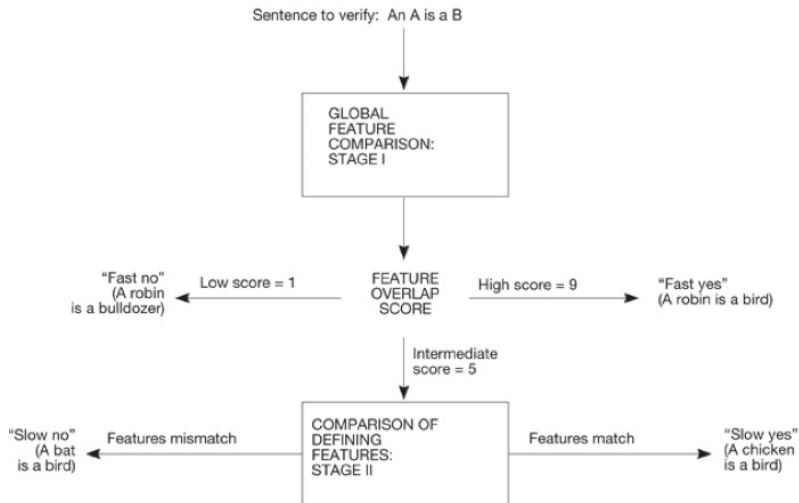 Sentence to verify: An A is a B
GLOBAL
FEATURE
COMPARISON:
STAGE I
“Fast no”
(A robin
is a bulldozer)
Low score = 1
FEATURE
OVERLAP
SCORE
High score = 9
“Fast yes”
(A robin is a bird)
Intermediate
score = 5
“Slow no”
(A bat
is a bird)
Features mismatch
COMPARISON OF
DEFINING
FEATURES:
STAGE II
Features match
“Slow yes”
(A chicken
is a bird)